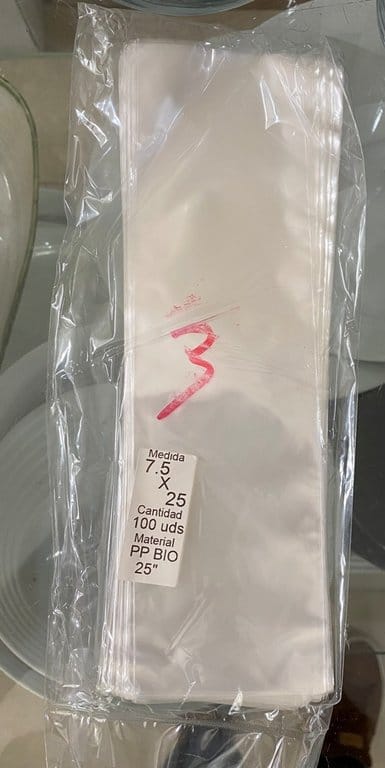 3
Medida
7.5
X
25
Cantidad
100 uds
Material
PP BIO
25"